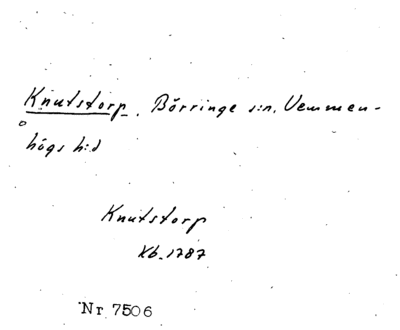 Knutstorp, Börringe s:n, Vemmen-
högs h:d
Knutstorp
Kb. 1787
Nr 7506